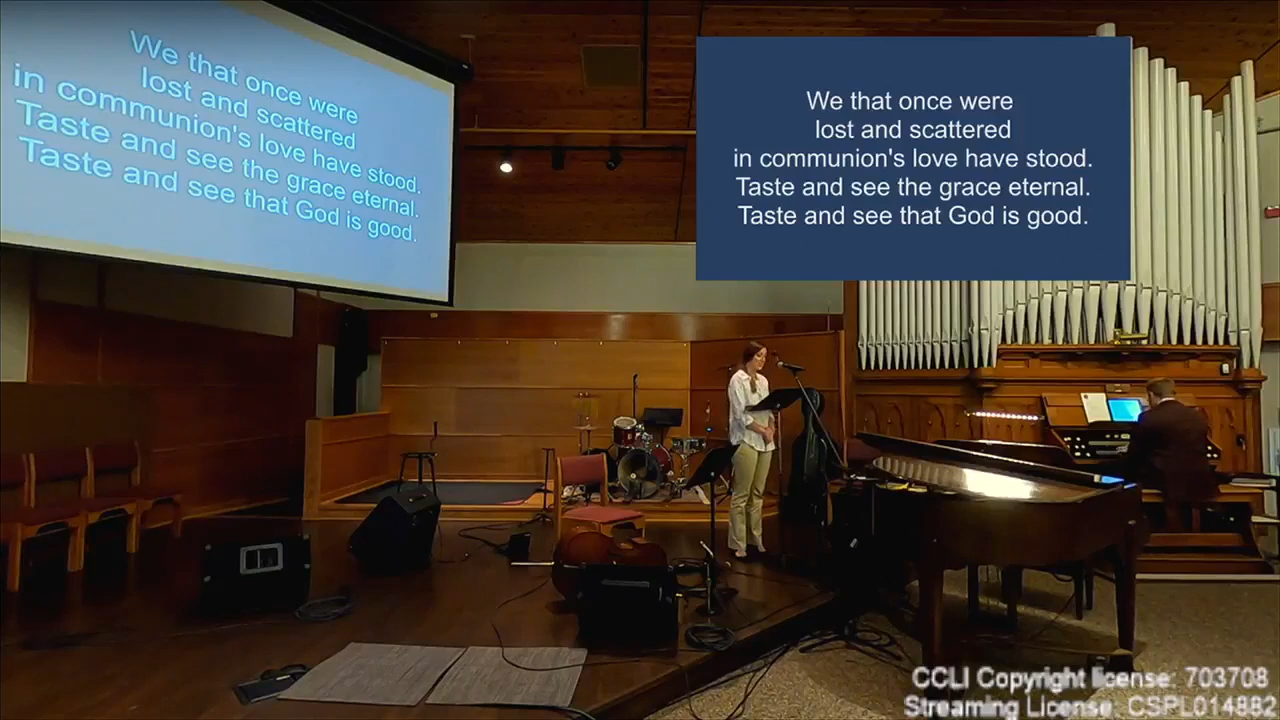 We that once were
lost and scattered
in communion's love have stood.
Taste and see the grace eternal.
Taste and see that God is good.
We that once were
lost and scattered
in communion's love have stood.
Taste and see the grace eternal.
Taste and see that God is good.
CCLI Copyright license: 703708
Streaming License: CSPL014882